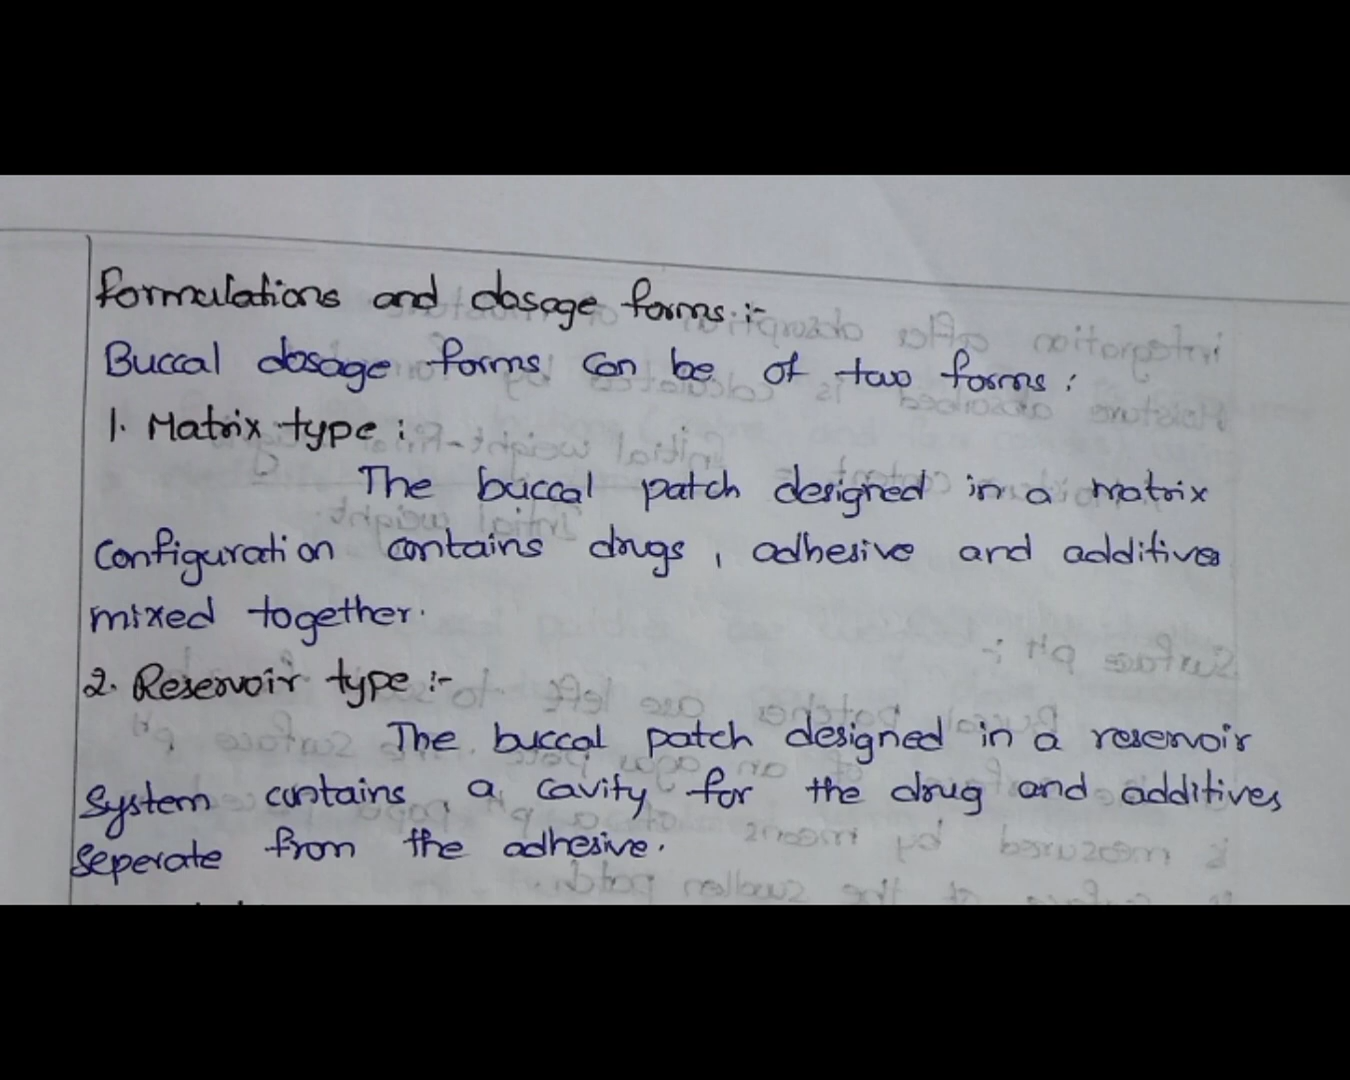 Formulations and dosage forms :-
Buccal dosage forms can be of two forms :
1. Matrix type :
The buccal patch designed in a matrix
configuration contains drugs, adhesive and additives
mixed together.
2. Reservoir type :-
The buccal patch designed in a reservoir
system contains a cavity for the drug and additives
seperate from the adhesive.